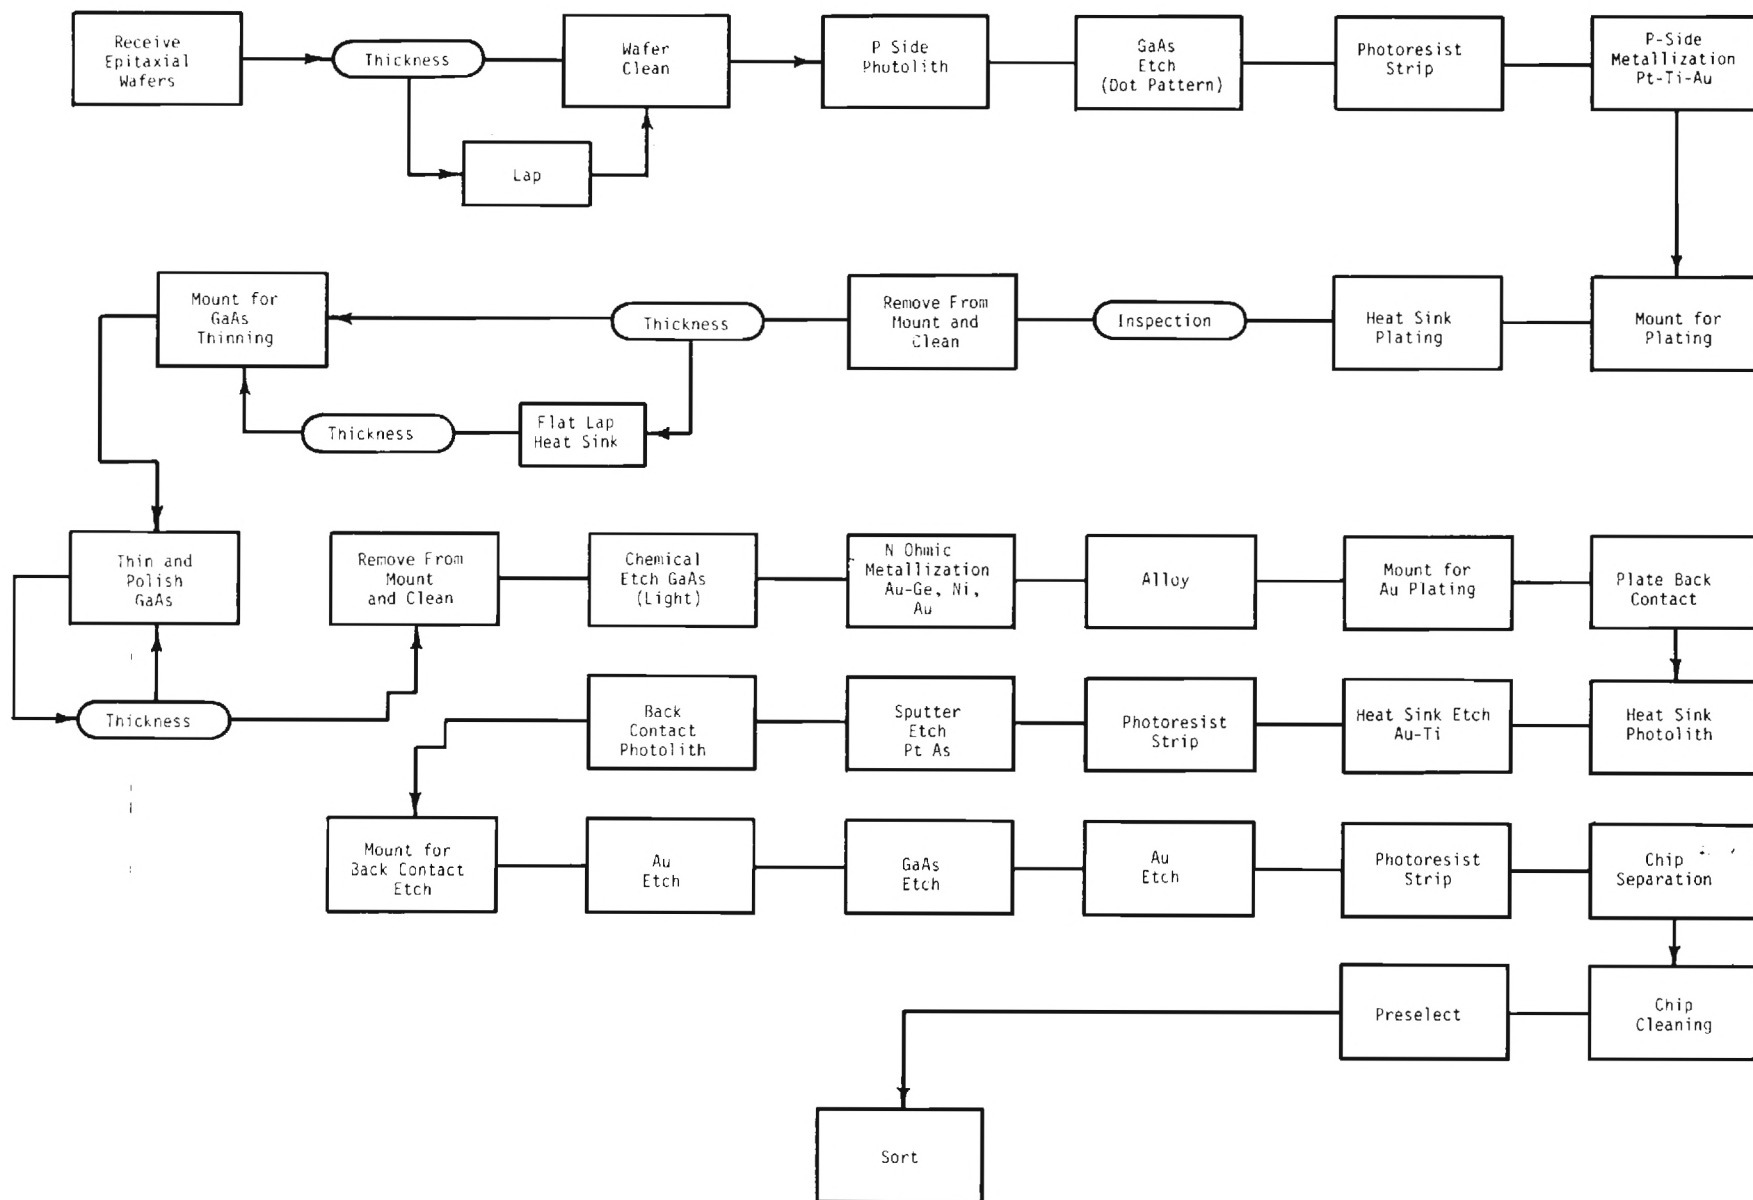 Receive
Epitaxial
Wafers
Thickness
Wafer
Clean
Lap
P Side
Photolith
GaAs
Etch
(Dot Pattern)
Photoresist
Strip
P-Side
Metallization
Pt-Ti-Au
Mount for
GaAs
Thinning
Thickness
Remove From
Mount and
Clean
Inspection
Heat Sink
Plating
Mount for
Plating
Thickness
Flat Lap
Heat Sink
Thin and
Polish
GaAs
Remove From
Mount
and Clean
Chemical
Etch GaAs
(Light)
N Ohmic
Metallization
Au-Ge, Ni,
Au
Alloy
Mount for
Au Plating
Plate Back
Contact
Thickness
Back
Contact
Photolith
Sputter
Etch
Pt As
Photoresist
Strip
Heat Sink Etch
Au-Ti
Heat Sink
Photolith
Mount for
Back Contact
Etch
Au
Etch
GaAs
Etch
Au
Etch
Photoresist
Strip
Chip
Separation
Preselect
Chip
Cleaning
Sort